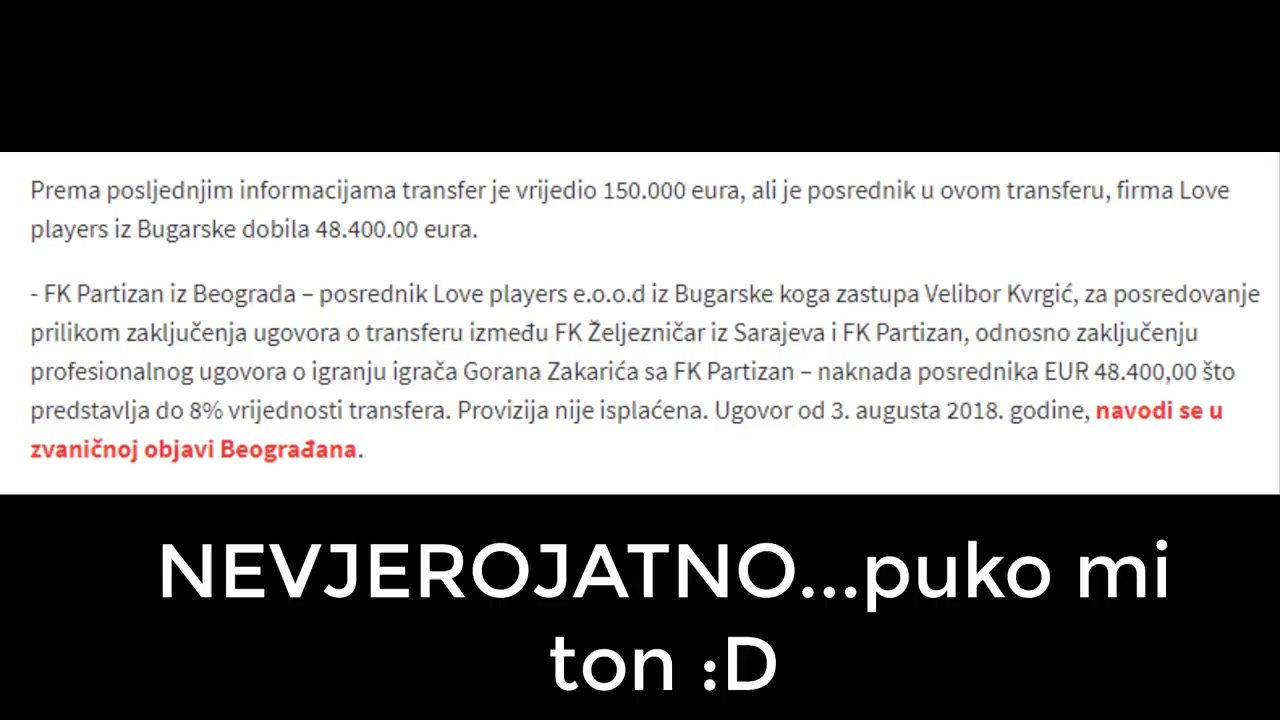 Prema posljednjim informacijama transfer je vrijedio 150.000 eura, ali je posrednik u ovom transferu, firma Love
players iz Bugarske dobila 48.400.00 eura.
- FK Partizan iz Beograda – posrednik Love players e.o.o.d iz Bugarske koga zastupa Velibor Kvrgić, za posredovanje
prilikom zaključenja ugovora o transferu između FK Željezničar iz Sarajeva i FK Partizan, odnosno zaključenju
profesionalnog ugovora o igranju igrača Gorana Zakarića sa FK Partizan – naknada posrednika EUR 48.400,00 što
predstavlja do 8% vrijednosti transfera. Provizija nije isplaćena. Ugovor od 3. augusta 2018. godine, navodi se u
zvaničnoj objavi Beograđana.
NEVJEROJATNO...puko mi
ton :D